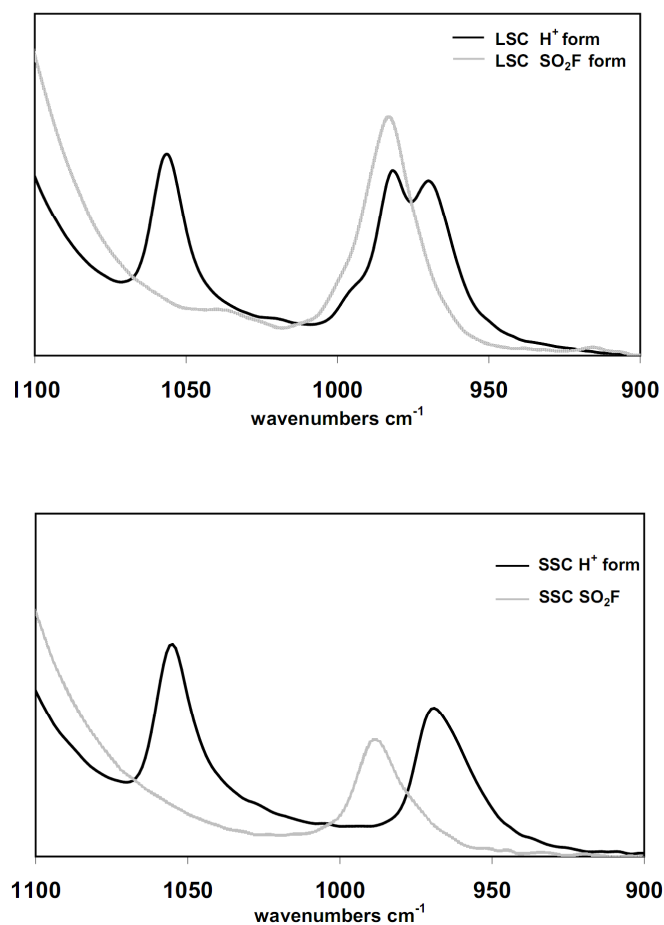 LSC H⁺ form
LSC SO₂F form
1100 1050 1000 950 900
wavenumbers cm⁻¹
SSC H⁺ form
SSC SO₂F
1100 1050 1000 950 900
wavenumbers cm⁻¹